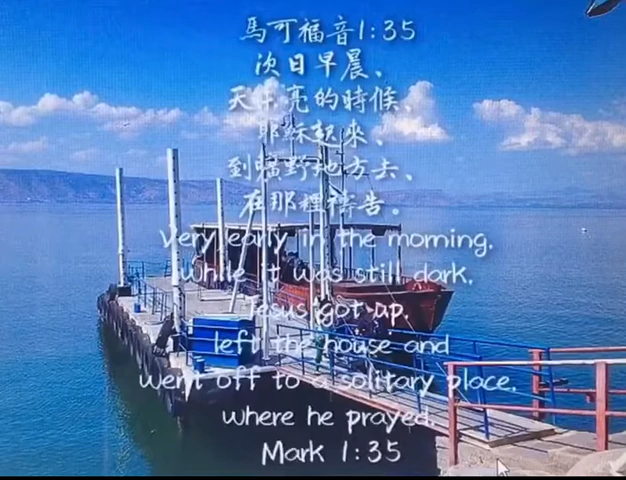 馬可福音1:35
次日早晨、
天未亮的時候、
耶穌起來、
到曠野地方去、
在那裡禱告。
Very early in the morning,
while it was still dark,
Jesus got up,
left the house and
went off to a solitary place,
where he prayed.
Mark 1:35